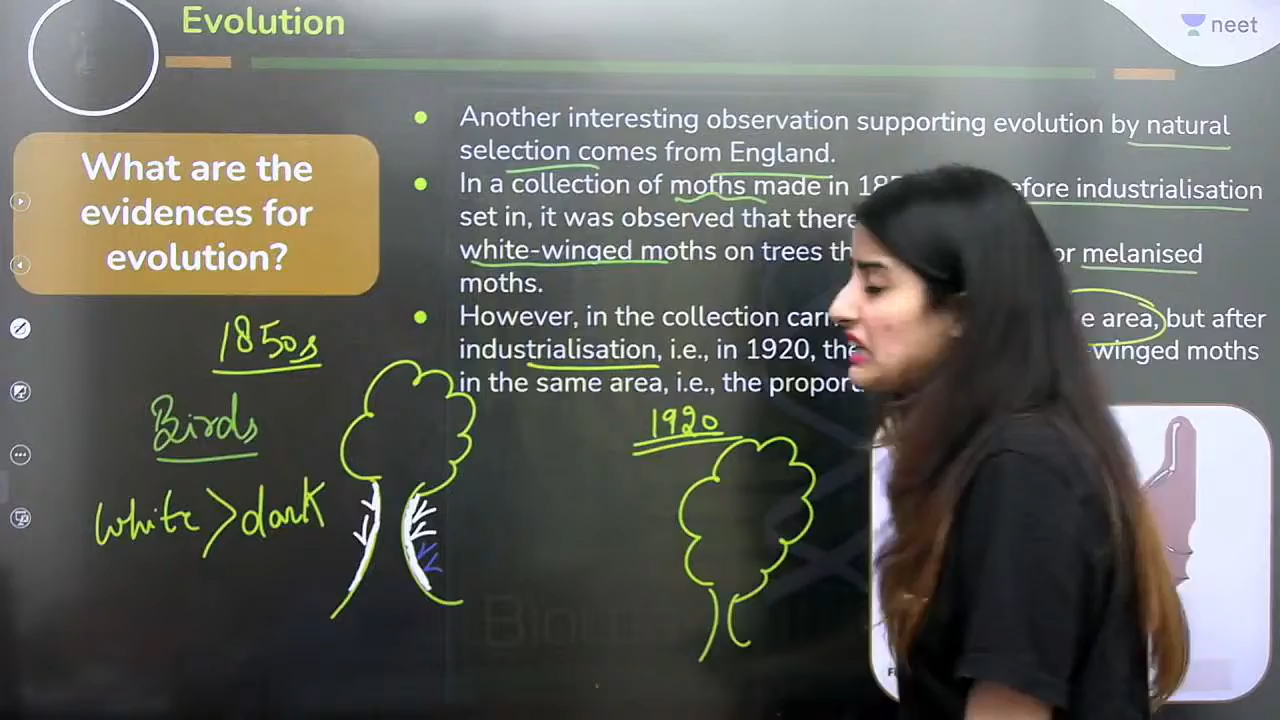 Evolution
neet
What are the
evidences for
evolution?
Another interesting observation supporting evolution by natural
selection comes from England.
In a collection of moths made in 185 efore industrialisation
set in, it was observed that there
white-winged moths on trees th or melanised
moths.
However, in the collection carr e area, but after
industrialisation, i.e., in 1920, the -winged moths
in the same area, i.e., the propor
1850s
Birds
white > dark
1920